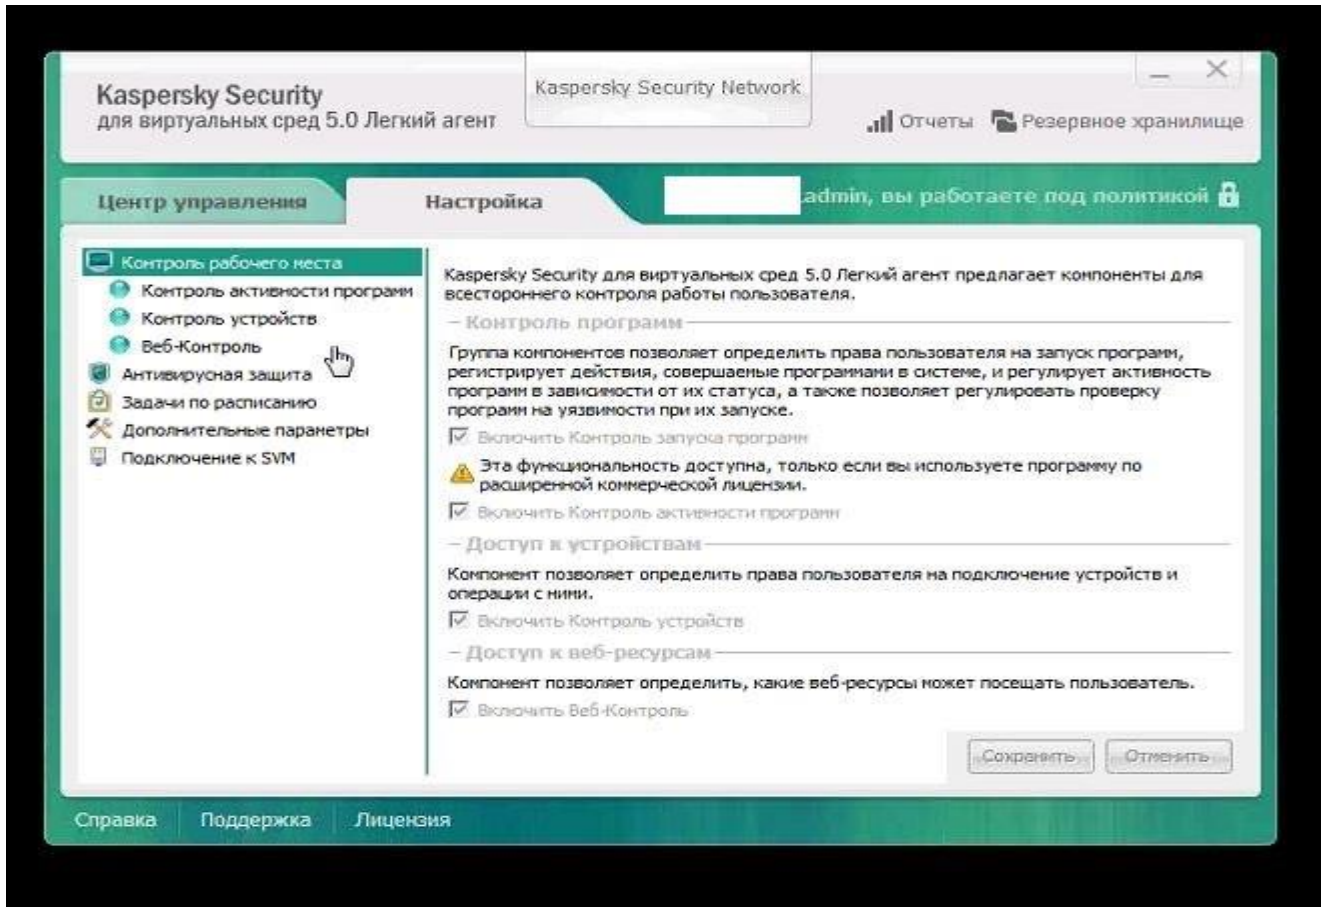 Kaspersky Security
для виртуальных сред 5.0 Легкий агент
Kaspersky Security Network
Отчеты
Резервное хранилище
Центр управления
Настройка
admin, вы работаете под политикой
Контроль рабочего места
Контроль активности программ
Контроль устройств
Веб-Контроль
Антивирусная защита
Задачи по расписанию
Дополнительные параметры
Подключение к SVM
Kaspersky Security для виртуальных сред 5.0 Легкий агент предлагает компоненты для
всестороннего контроля работы пользователя.
Контроль программ
Группа компонентов позволяет определить права пользователя на запуск программ,
регистрирует действия, совершаемые программами в системе, и регулирует активность
программ в зависимости от их статуса, а также позволяет регулировать проверку
программ на уязвимости при их запуске.
Включить Контроль запуска программ
Эта функциональность доступна, только если вы используете программу по
расширенной коммерческой лицензии.
Включить Контроль активности программ
Доступ к устройствам
Компонент позволяет определить права пользователя на подключение устройств и
операции с ними.
Включить Контроль устройств
Доступ к веб-ресурсам
Компонент позволяет определить, какие веб-ресурсы может посещать пользователь.
Включить Веб-Контроль
Сохранить
Отменить
Справка
Поддержка
Лицензия